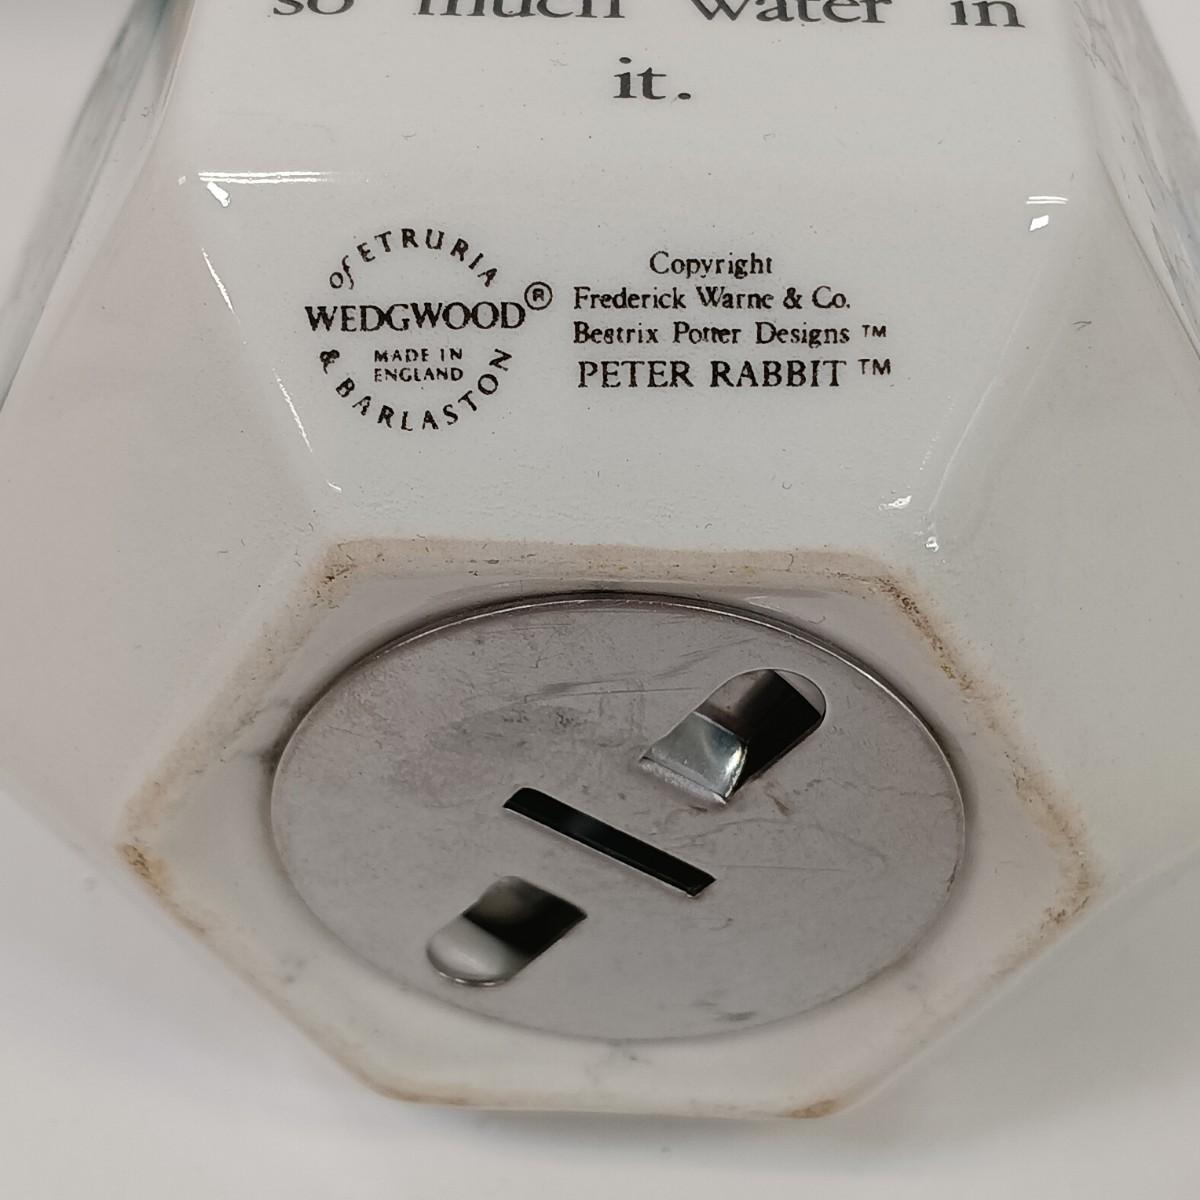 so much water in
it.
of ETRURIA
WEDGWOOD®
MADE IN
ENGLAND
& BARLASTON
Copyright
Frederick Warne & Co.
Beatrix Potter Designs ™
PETER RABBIT ™